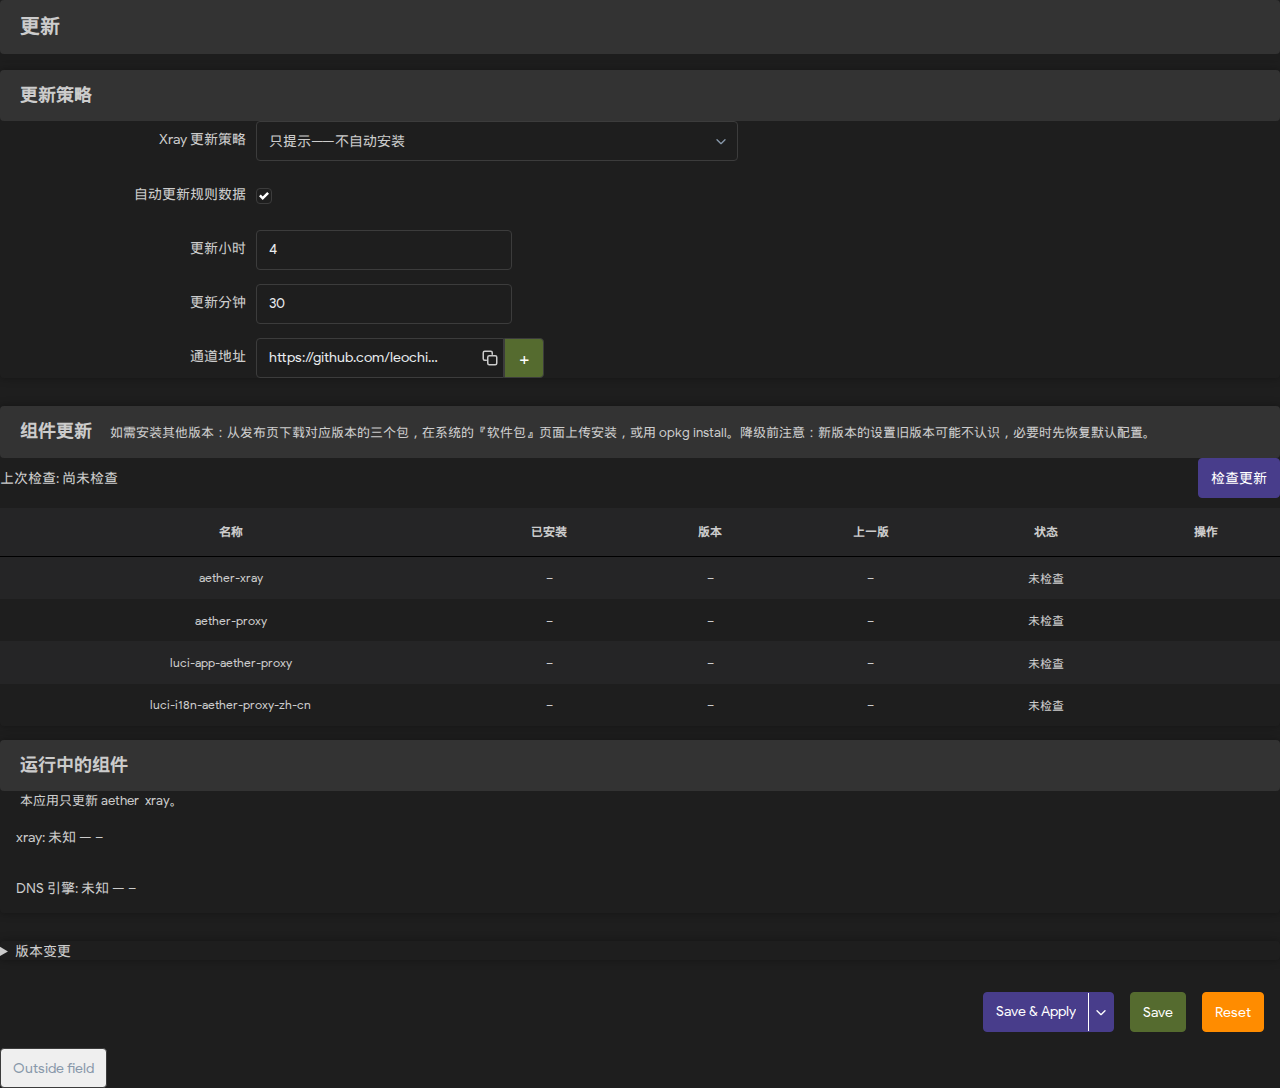 更新
更新策略
Xray 更新策略 只提示——不自动安装
自动更新规则数据
更新小时 4
更新分钟 30
通道地址 https://github.com/leochi... +
组件更新 如需安装其他版本：从发布页下载对应版本的三个包，在系统的『软件包』页面上传安装，或用 opkg install。降级前注意：新版本的设置旧版本可能不认识，必要时先恢复默认配置。
上次检查: 尚未检查 检查更新
名称 已安装 版本 上一版 状态 操作
aether-xray – – – 未检查
aether-proxy – – – 未检查
luci-app-aether-proxy – – – 未检查
luci-i18n-aether-proxy-zh-cn – – – 未检查
运行中的组件
本应用只更新 aether xray。
xray: 未知 — –
DNS 引擎: 未知 — –
版本变更
Save & Apply Save Reset
Outside field